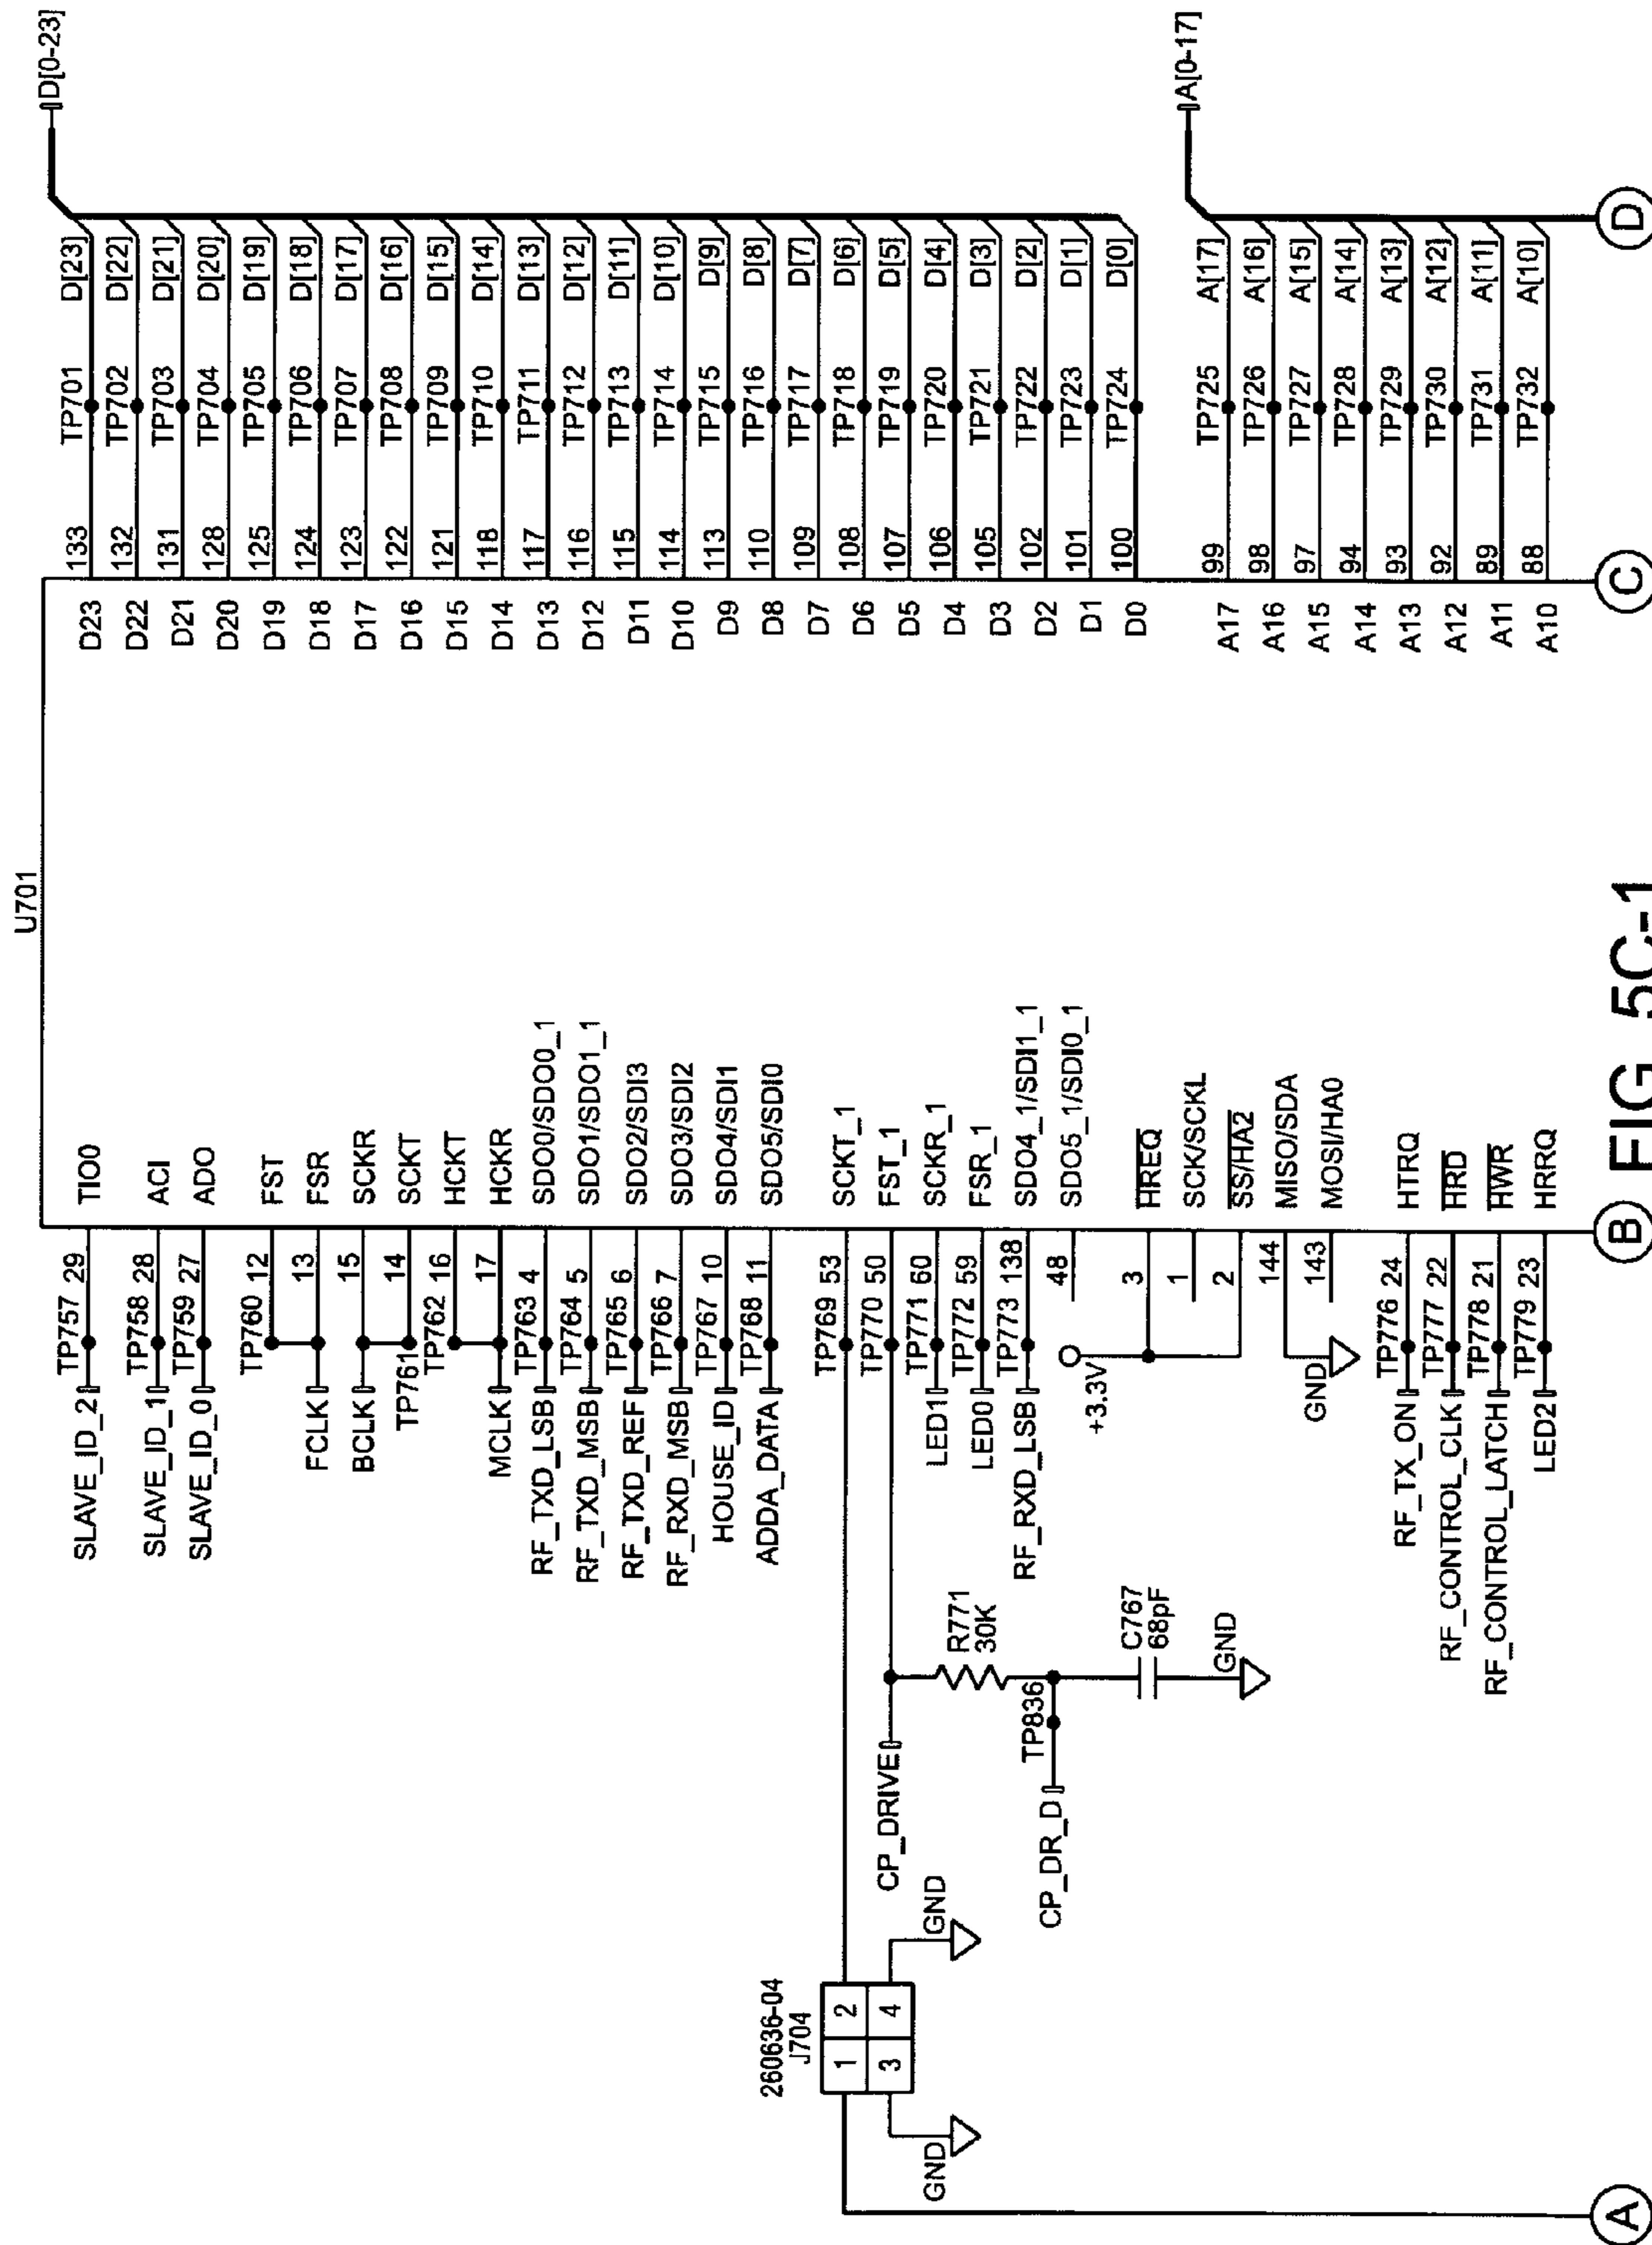 U701
SLAVE_ID_2 TP757 29 TIO0
SLAVE_ID_1 TP758 28 ACI
SLAVE_ID_0 TP759 27 ADO
TP760 12 FST
FCLK 13 FSR
BCLK 15 SCKR
TP761 14 SCKT
TP762 16 HCKT
MCLK 17 HCKR
RF_TXD_LSB TP763 4 SDO0/SDO0_1
RF_TXD_MSB TP764 5 SDO1/SDO1_1
RF_TXD_REF TP765 6 SDO2/SDI3
RF_RXD_MSB TP766 7 SDO3/SDI2
HOUSE_ID TP767 10 SDO4/SDI1
ADDA_DATA TP768 11 SDO5/SDI0
TP769 53 SCKT_1
TP770 50 FST_1
LED1 TP771 60 SCKR_1
LED0 TP772 59 FSR_1
RF_RXD_LSB TP773 138 SDO4_1/SDI1_1
48 SDO5_1/SDI0_1
+3.3V
3 HREQ
1 SCK/SCKL
2 SS/HA2
144 MISO/SDA
143 MOSI/HA0
GND
RF_TX_ON TP776 24 HTRQ
RF_CONTROL_CLK TP777 22 HRD
RF_CONTROL_LATCH TP778 21 HWR
LED2 TP779 23 HRRQ
260636-04
J704
1 2
3 4
GND
GND
CP_DRIVE
R771
30K
TP836
CP_DR_D
C767
68pF
GND
D[0-23]
D23 133 TP701 D[23]
D22 132 TP702 D[22]
D21 131 TP703 D[21]
D20 128 TP704 D[20]
D19 125 TP705 D[19]
D18 124 TP706 D[18]
D17 123 TP707 D[17]
D16 122 TP708 D[16]
D15 121 TP709 D[15]
D14 118 TP710 D[14]
D13 117 TP711 D[13]
D12 116 TP712 D[12]
D11 115 TP713 D[11]
D10 114 TP714 D[10]
D9 113 TP715 D[9]
D8 110 TP716 D[8]
D7 109 TP717 D[7]
D6 108 TP718 D[6]
D5 107 TP719 D[5]
D4 106 TP720 D[4]
D3 105 TP721 D[3]
D2 102 TP722 D[2]
D1 101 TP723 D[1]
D0 100 TP724 D[0]
A[0-17]
A17 99 TP725 A[17]
A16 98 TP726 A[16]
A15 97 TP727 A[15]
A14 94 TP728 A[14]
A13 93 TP729 A[13]
A12 92 TP730 A[12]
A11 89 TP731 A[11]
A10 88 TP732 A[10]
A B C D
FIG 5C-1